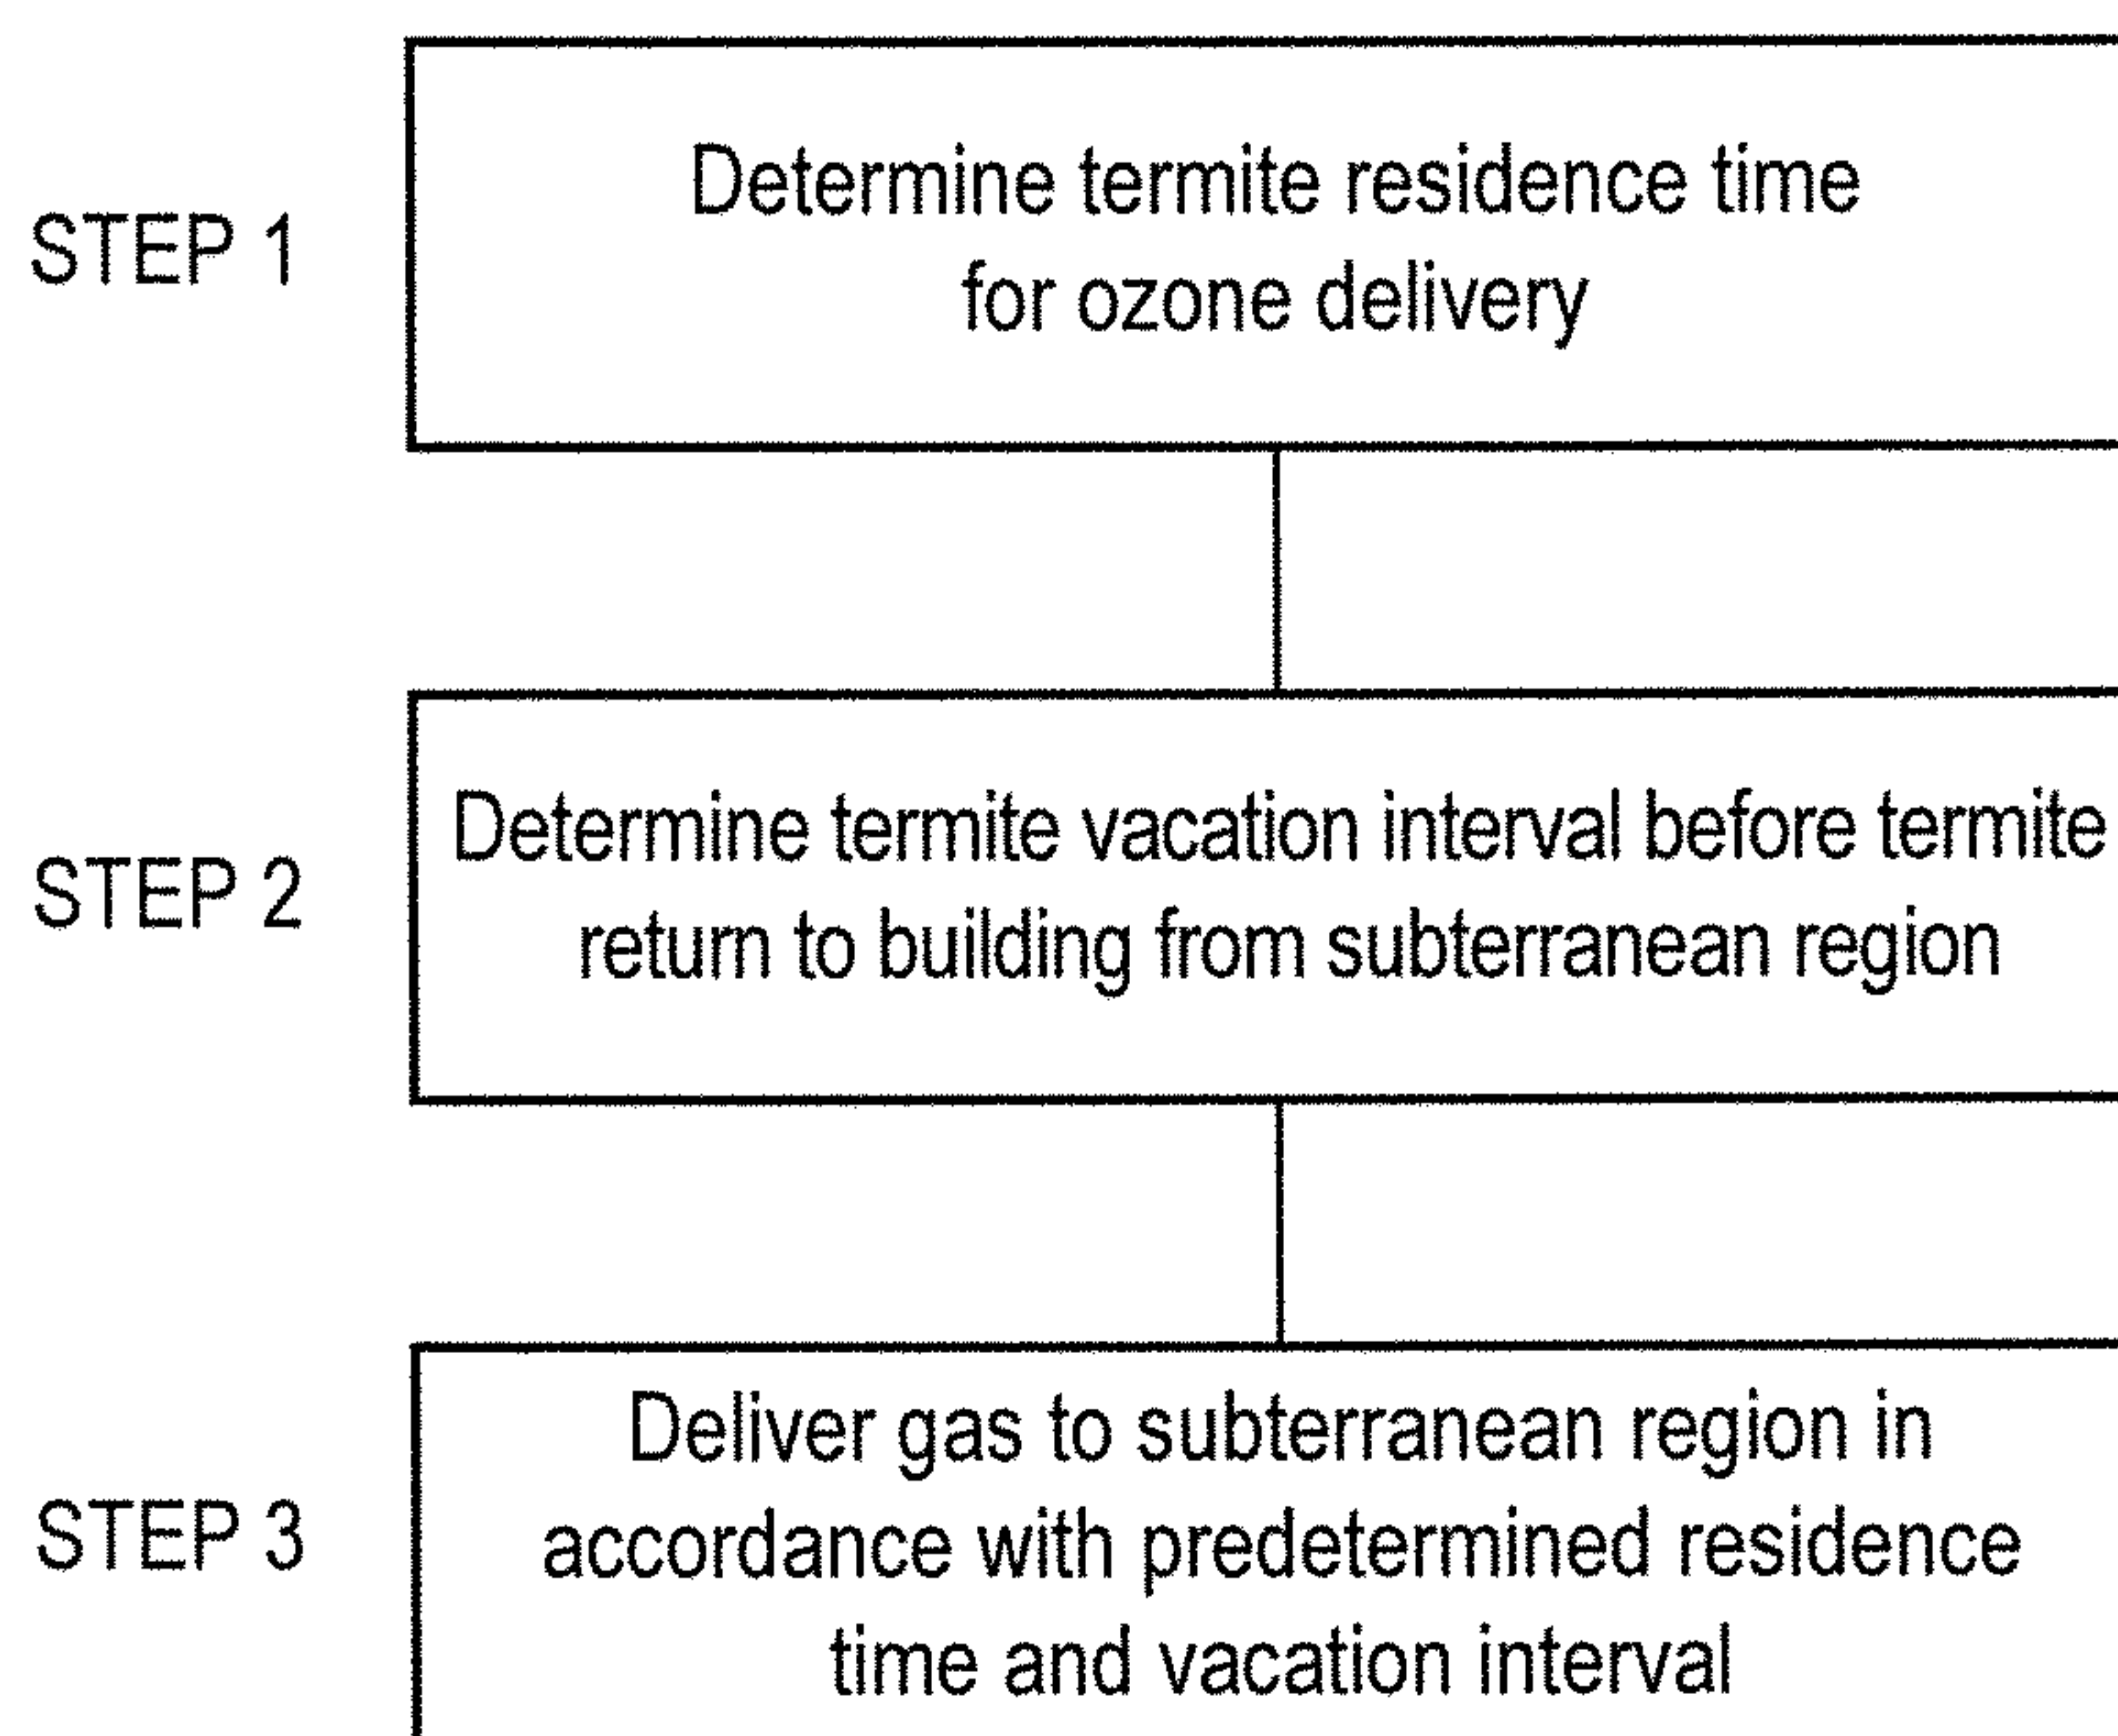 STEP 1
Determine termite residence time
for ozone delivery
STEP 2
Determine termite vacation interval before termite
return to building from subterranean region
STEP 3
Deliver gas to subterranean region in
accordance with predetermined residence
time and vacation interval